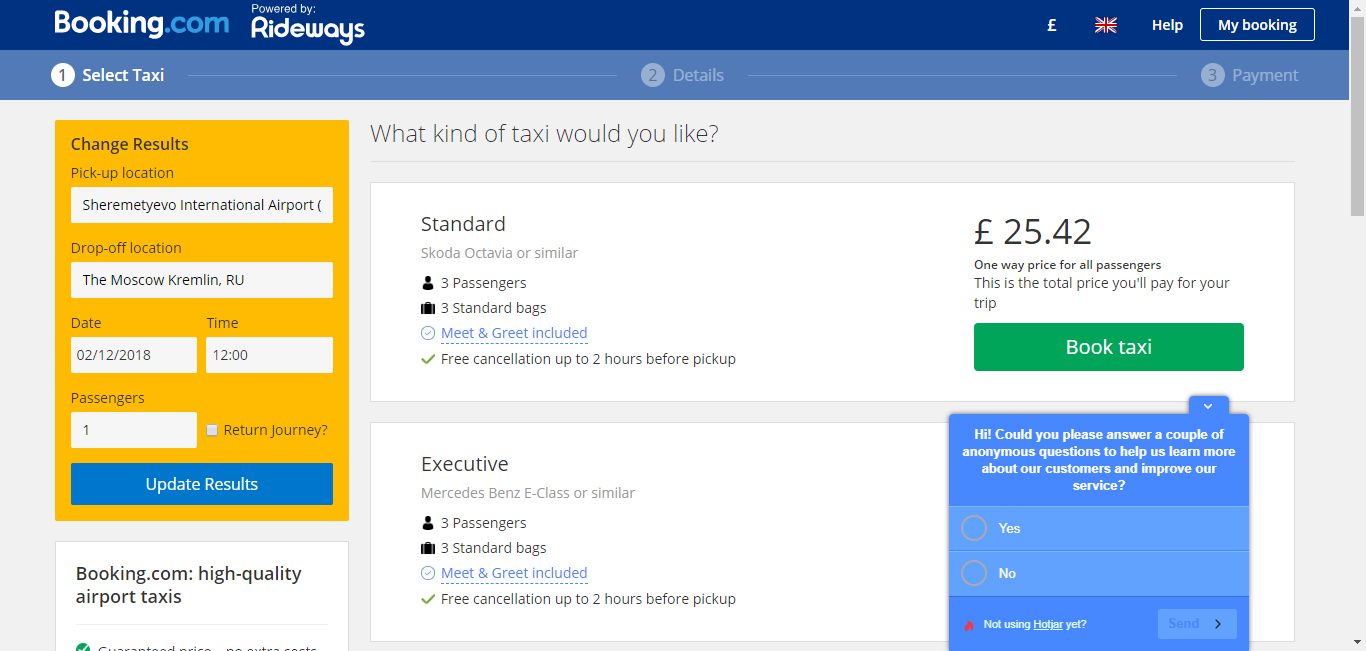 Booking.com
Powered by:
Rideways
£
Help
My booking
1 Select Taxi
2 Details
3 Payment
Change Results
Pick-up location
Sheremetyevo International Airport (
Drop-off location
The Moscow Kremlin, RU
Date Time
02/12/2018 12:00
Passengers
1 Return Journey?
Update Results
Booking.com: high-quality
airport taxis
Guaranteed price – no extra costs
What kind of taxi would you like?
Standard
Skoda Octavia or similar
3 Passengers
3 Standard bags
Meet & Greet included
Free cancellation up to 2 hours before pickup
£ 25.42
One way price for all passengers
This is the total price you'll pay for your
trip
Book taxi
Executive
Mercedes Benz E-Class or similar
3 Passengers
3 Standard bags
Meet & Greet included
Free cancellation up to 2 hours before pickup
Hi! Could you please answer a couple of
anonymous questions to help us learn more
about our customers and improve our
service?
Yes
No
Not using Hotjar yet?
Send